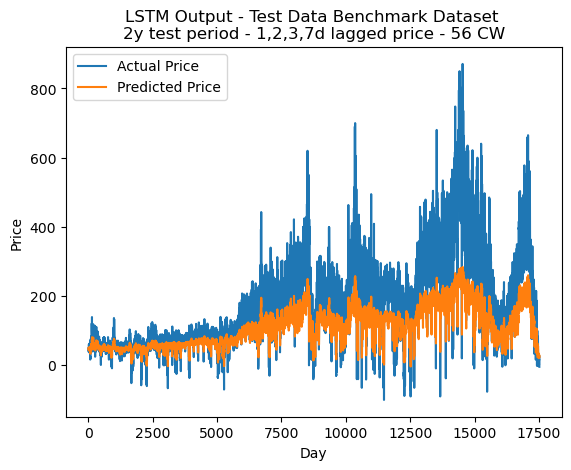 LSTM Output - Test Data Benchmark Dataset
2y test period - 1,2,3,7d lagged price - 56 CW
Actual Price
Predicted Price
800
600
400
200
0
Price
0 2500 5000 7500 10000 12500 15000 17500
Day